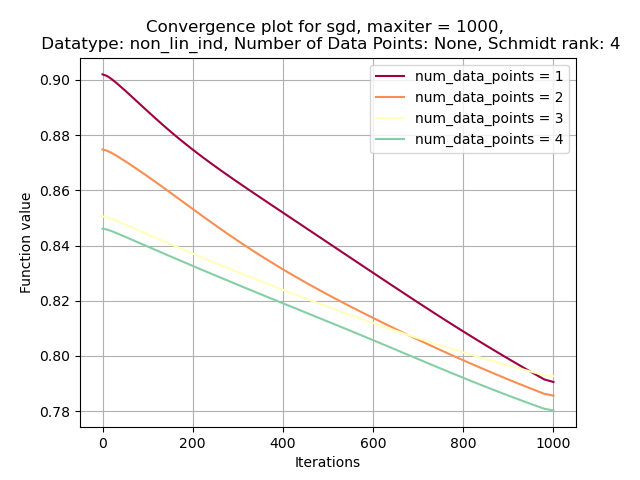 Convergence plot for sgd, maxiter = 1000,
Datatype: non_lin_ind, Number of Data Points: None, Schmidt rank: 4
num_data_points = 1
num_data_points = 2
num_data_points = 3
num_data_points = 4
Function value
0.90
0.88
0.86
0.84
0.82
0.80
0.78
0
200
400
600
800
1000
Iterations